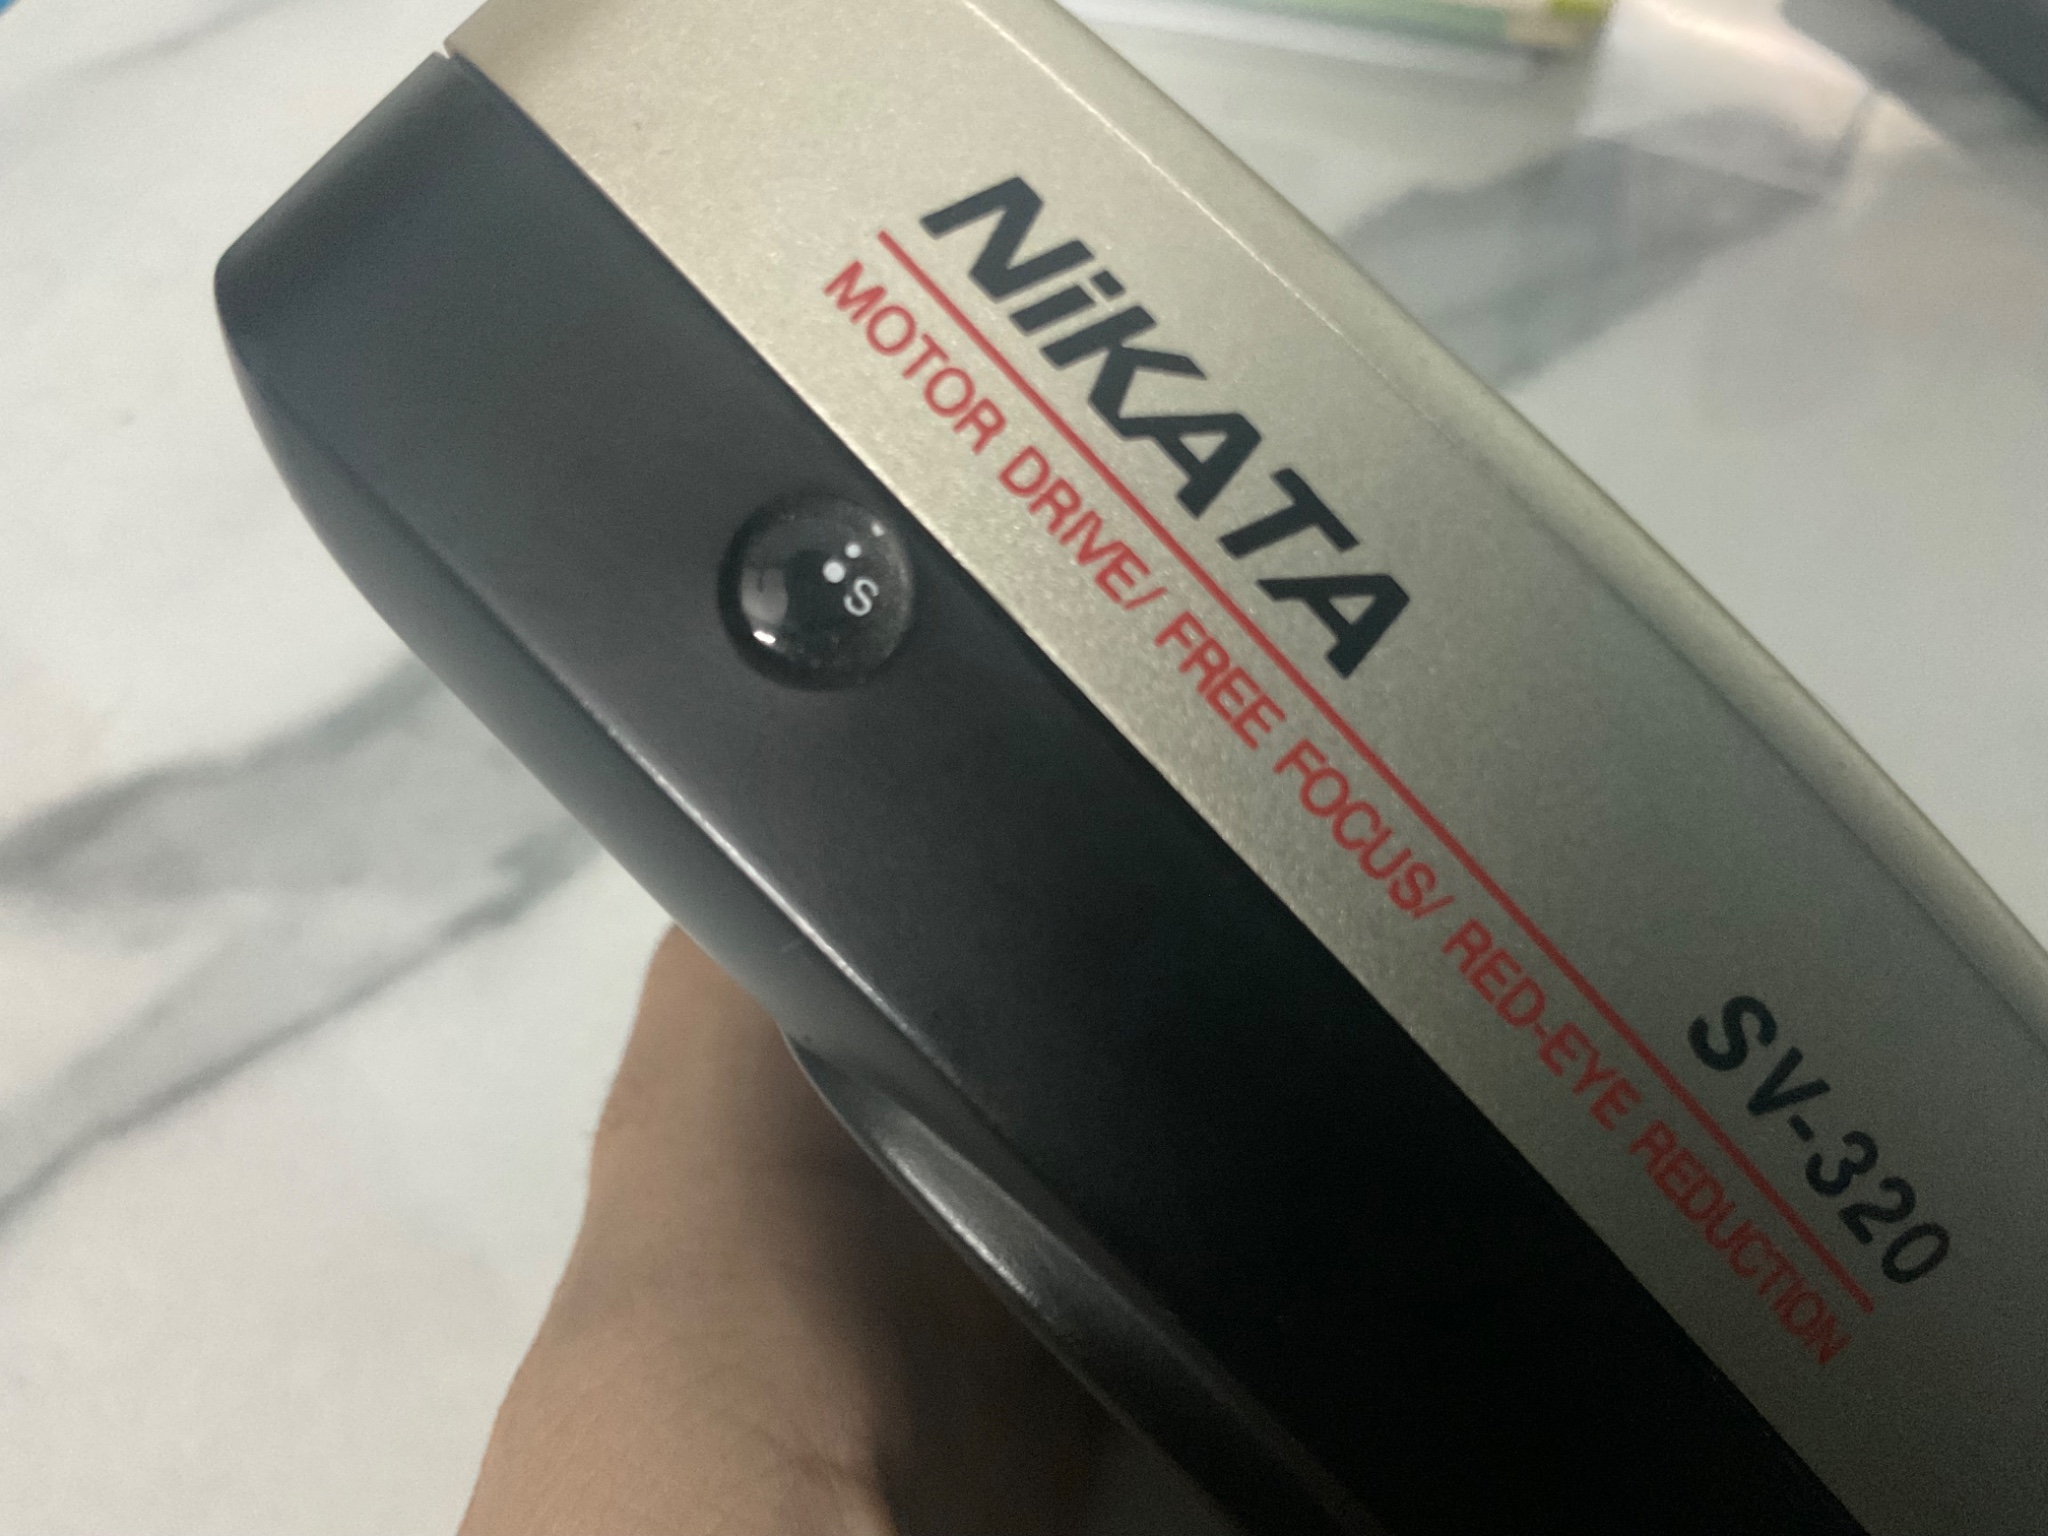 NiKATA
SV-320
MOTOR DRIVE/ FREE FOCUS/ RED-EYE REDUCTION
S